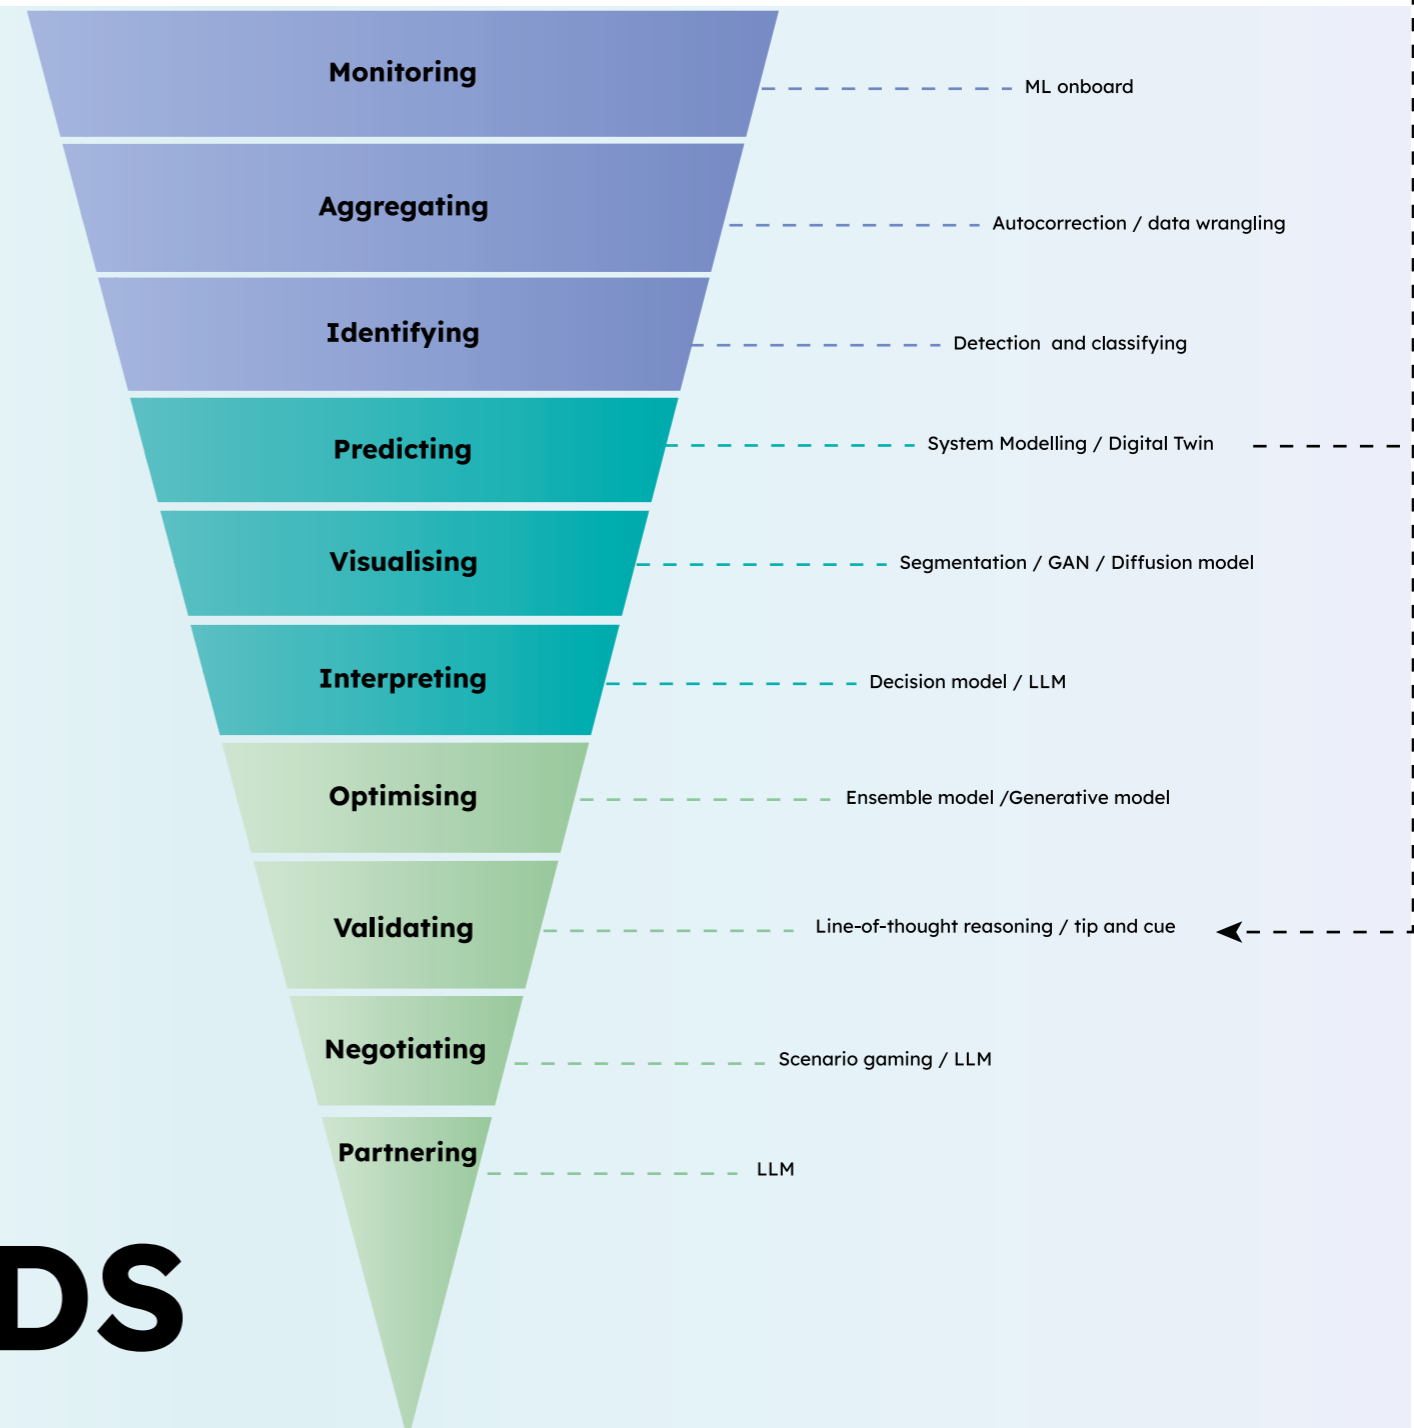 Monitoring
ML onboard
Aggregating
Autocorrection / data wrangling
Identifying
Detection and classifying
Predicting
System Modelling / Digital Twin
Visualising
Segmentation / GAN / Diffusion model
Interpreting
Decision model / LLM
Optimising
Ensemble model /Generative model
Validating
Line-of-thought reasoning / tip and cue
Negotiating
Scenario gaming / LLM
Partnering
LLM
DS